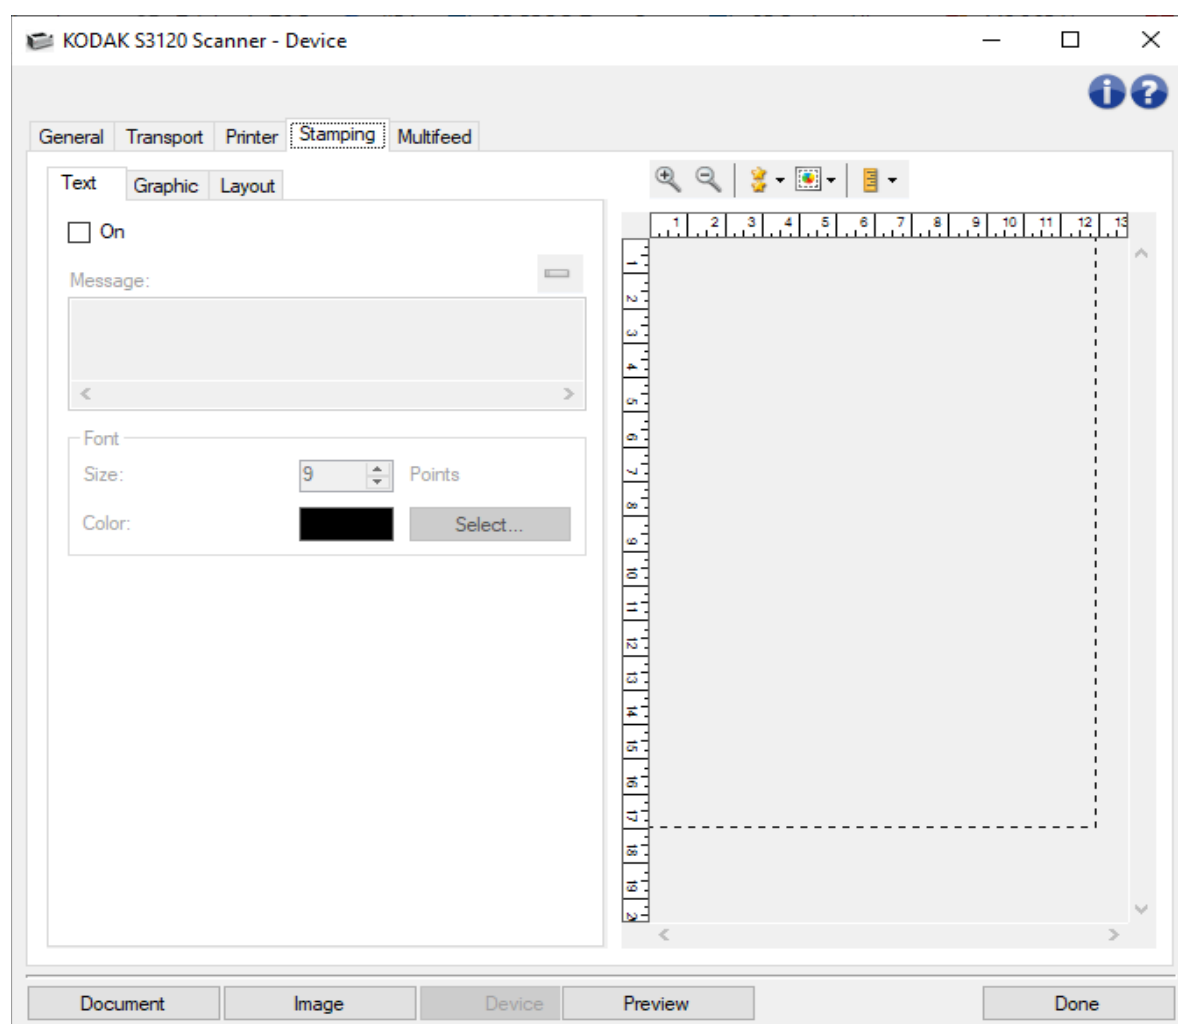 KODAK S3120 Scanner - Device
General Transport Printer Stamping Multifeed
Text Graphic Layout
On
Message:
Font
Size: 9 Points
Color: Select...
1 2 3 4 5 6 7 8 9 10 11 12 13
1
2
3
4
5
6
7
8
9
10
11
12
13
14
15
16
17
18
19
Document Image Device Preview Done